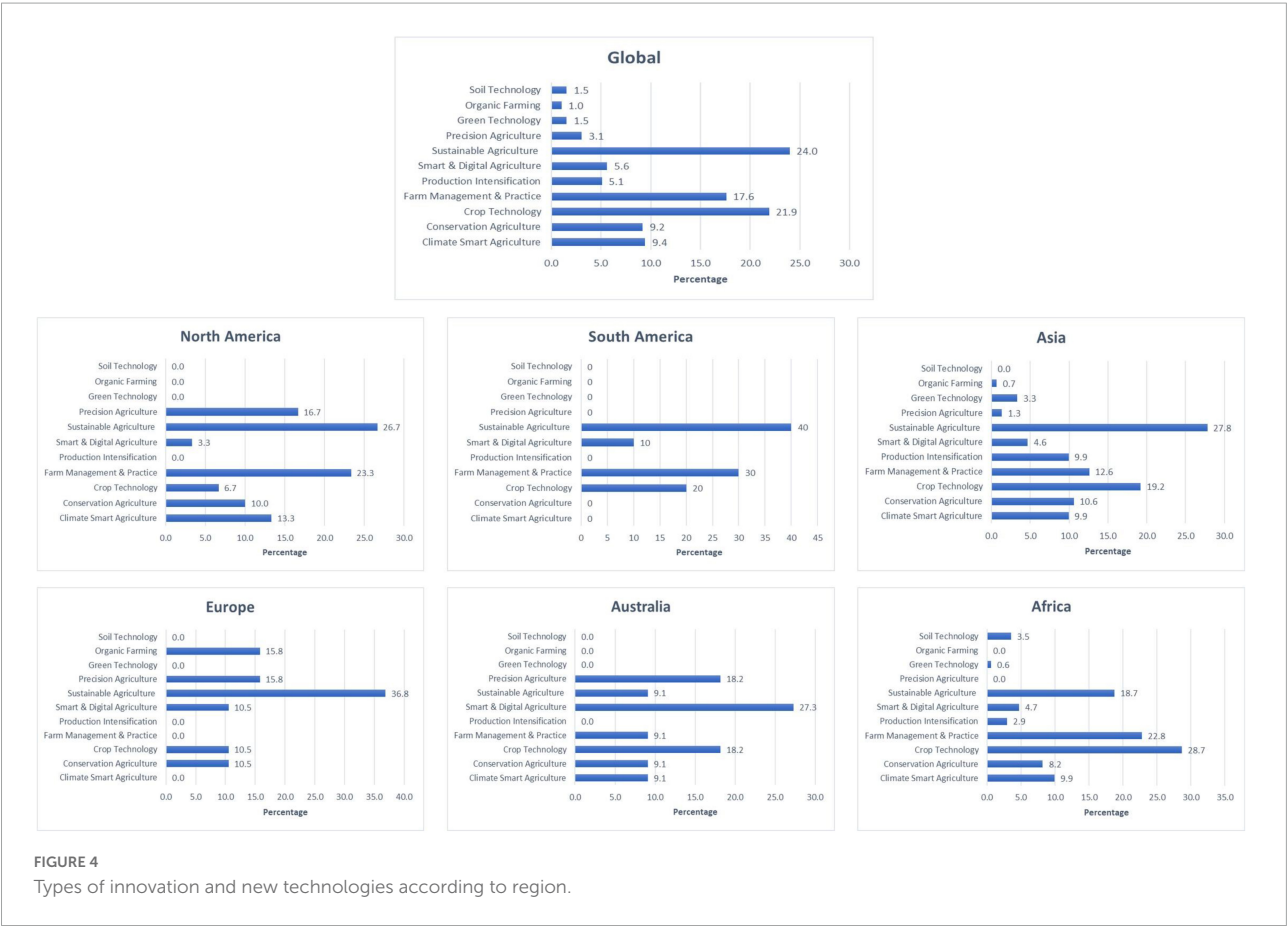 Global
Soil Technology 1.5
Organic Farming 1.0
Green Technology 1.5
Precision Agriculture 3.1
Sustainable Agriculture 24.0
Smart & Digital Agriculture 5.6
Production Intensification 5.1
Farm Management & Practice 17.6
Crop Technology 21.9
Conservation Agriculture 9.2
Climate Smart Agriculture 9.4
0.0 5.0 10.0 15.0 20.0 25.0 30.0
Percentage
North America
Soil Technology 0.0
Organic Farming 0.0
Green Technology 0.0
Precision Agriculture 16.7
Sustainable Agriculture 26.7
Smart & Digital Agriculture 3.3
Production Intensification 0.0
Farm Management & Practice 23.3
Crop Technology 6.7
Conservation Agriculture 10.0
Climate Smart Agriculture 13.3
0.0 5.0 10.0 15.0 20.0 25.0 30.0
Percentage
South America
Soil Technology 0
Organic Farming 0
Green Technology 0
Precision Agriculture 0
Sustainable Agriculture 40
Smart & Digital Agriculture 10
Production Intensification 0
Farm Management & Practice 30
Crop Technology 20
Conservation Agriculture 0
Climate Smart Agriculture 0
0 5 10 15 20 25 30 35 40 45
Percentage
Asia
Soil Technology 0.0
Organic Farming 0.7
Green Technology 3.3
Precision Agriculture 1.3
Sustainable Agriculture 27.8
Smart & Digital Agriculture 4.6
Production Intensification 9.9
Farm Management & Practice 12.6
Crop Technology 19.2
Conservation Agriculture 10.6
Climate Smart Agriculture 9.9
0.0 5.0 10.0 15.0 20.0 25.0 30.0
Percentage
Europe
Soil Technology 0.0
Organic Farming 15.8
Green Technology 0.0
Precision Agriculture 15.8
Sustainable Agriculture 36.8
Smart & Digital Agriculture 10.5
Production Intensification 0.0
Farm Management & Practice 0.0
Crop Technology 10.5
Conservation Agriculture 10.5
Climate Smart Agriculture 0.0
0.0 5.0 10.0 15.0 20.0 25.0 30.0 35.0 40.0
Percentage
Australia
Soil Technology 0.0
Organic Farming 0.0
Green Technology 0.0
Precision Agriculture 18.2
Sustainable Agriculture 9.1
Smart & Digital Agriculture 27.3
Production Intensification 0.0
Farm Management & Practice 9.1
Crop Technology 18.2
Conservation Agriculture 9.1
Climate Smart Agriculture 9.1
0.0 5.0 10.0 15.0 20.0 25.0 30.0
Percentage
Africa
Soil Technology 3.5
Organic Farming 0.0
Green Technology 0.6
Precision Agriculture 0.0
Sustainable Agriculture 18.7
Smart & Digital Agriculture 4.7
Production Intensification 2.9
Farm Management & Practice 22.8
Crop Technology 28.7
Conservation Agriculture 8.2
Climate Smart Agriculture 9.9
0.0 5.0 10.0 15.0 20.0 25.0 30.0 35.0
Percentage
FIGURE 4
Types of innovation and new technologies according to region.